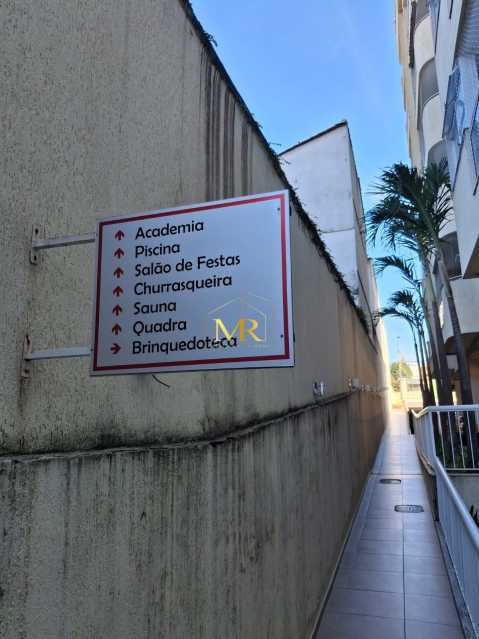 Academia
Piscina
Salão de Festas
Churrasqueira
Sauna
Quadra
Brinquedoteca
MR